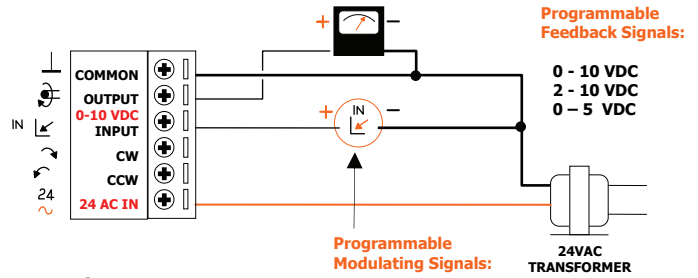 +
−
Programmable
Feedback Signals:
0 - 10 VDC
2 - 10 VDC
0 – 5 VDC
COMMON
OUTPUT
0-10 VDC
IN
INPUT
CW
CCW
24
24 AC IN
+
IN
−
Programmable
Modulating Signals:
24VAC
TRANSFORMER